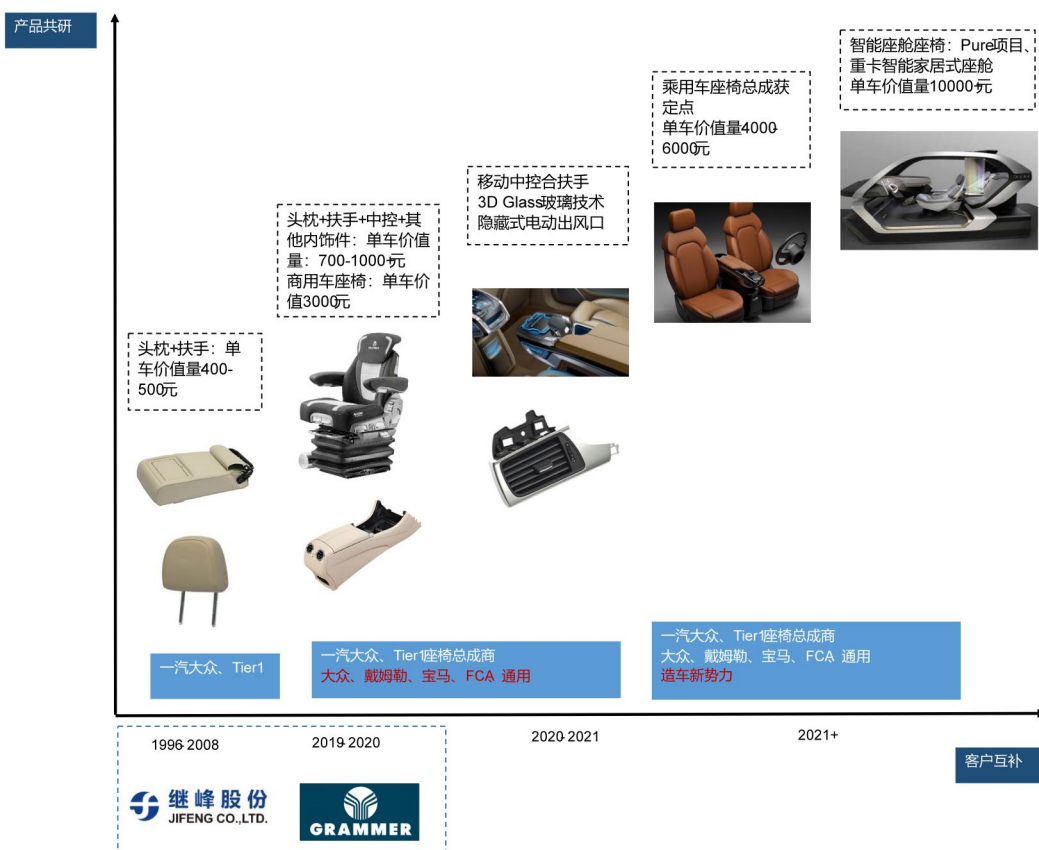 产品共研
智能座舱座椅：Pure项目、
重卡智能家居式座舱
单车价值量10000+元
乘用车座椅总成获
定点
单车价值量4000-
6000元
移动中控合扶手
3D Glass玻璃技术
隐藏式电动出风口
头枕+扶手+中控+其
他内饰件：单车价值
量：700-1000+元
商用车座椅：单车价
值3000元
头枕+扶手：单
车价值量400-
500元
一汽大众、Tier1
一汽大众、Tier1座椅总成商
大众、戴姆勒、宝马、FCA、通用
一汽大众、Tier1座椅总成商
大众、戴姆勒、宝马、FCA、通用
造车新势力
1996-2008
2019-2020
2020-2021
2021+
客户互补
继峰股份
JIFENG CO.,LTD.
GRAMMER